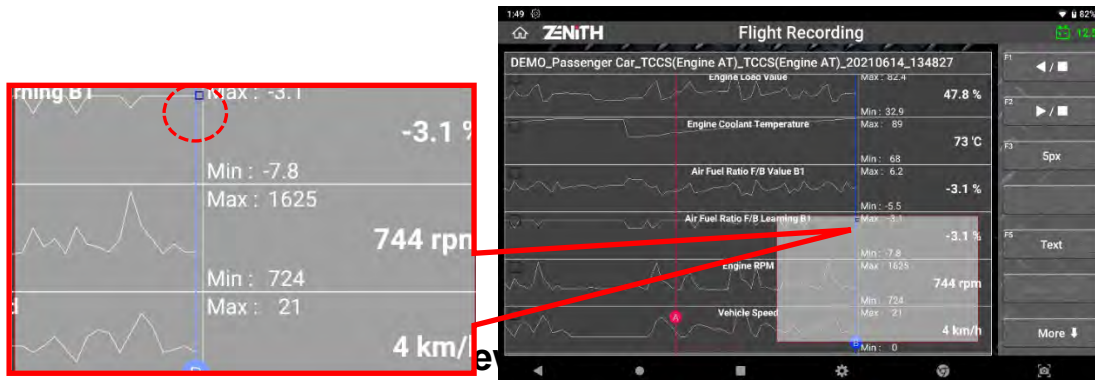 rning B1
Max : -3.1
-3.1 %
Min : -7.8
Max : 1625
744 rpm
Min : 724
Max : 21
4 km/
1:49
82%
ZENITH
Flight Recording
12.5
DEMO_Passenger Car_TCCS(Engine AT)_TCCS(Engine AT)_20210614_134827
Engine Load Value
Max : 82.4
47.8 %
Min : 32.9
Engine Coolant Temperature
Max : 89
73 'C
Min : 68
Air Fuel Ratio F/B Value B1
Max : 6.2
-3.1 %
Min : -5.5
Air Fuel Ratio F/B Learning B1
Max : -3.1
-3.1 %
Min : -7.8
Engine RPM
Max : 1625
744 rpm
Min : 724
Vehicle Speed
Max : 21
4 km/h
Min : 0
A
B
F1
◀/■
F2
▶/■
F3
5px
F5
Text
More ⬇